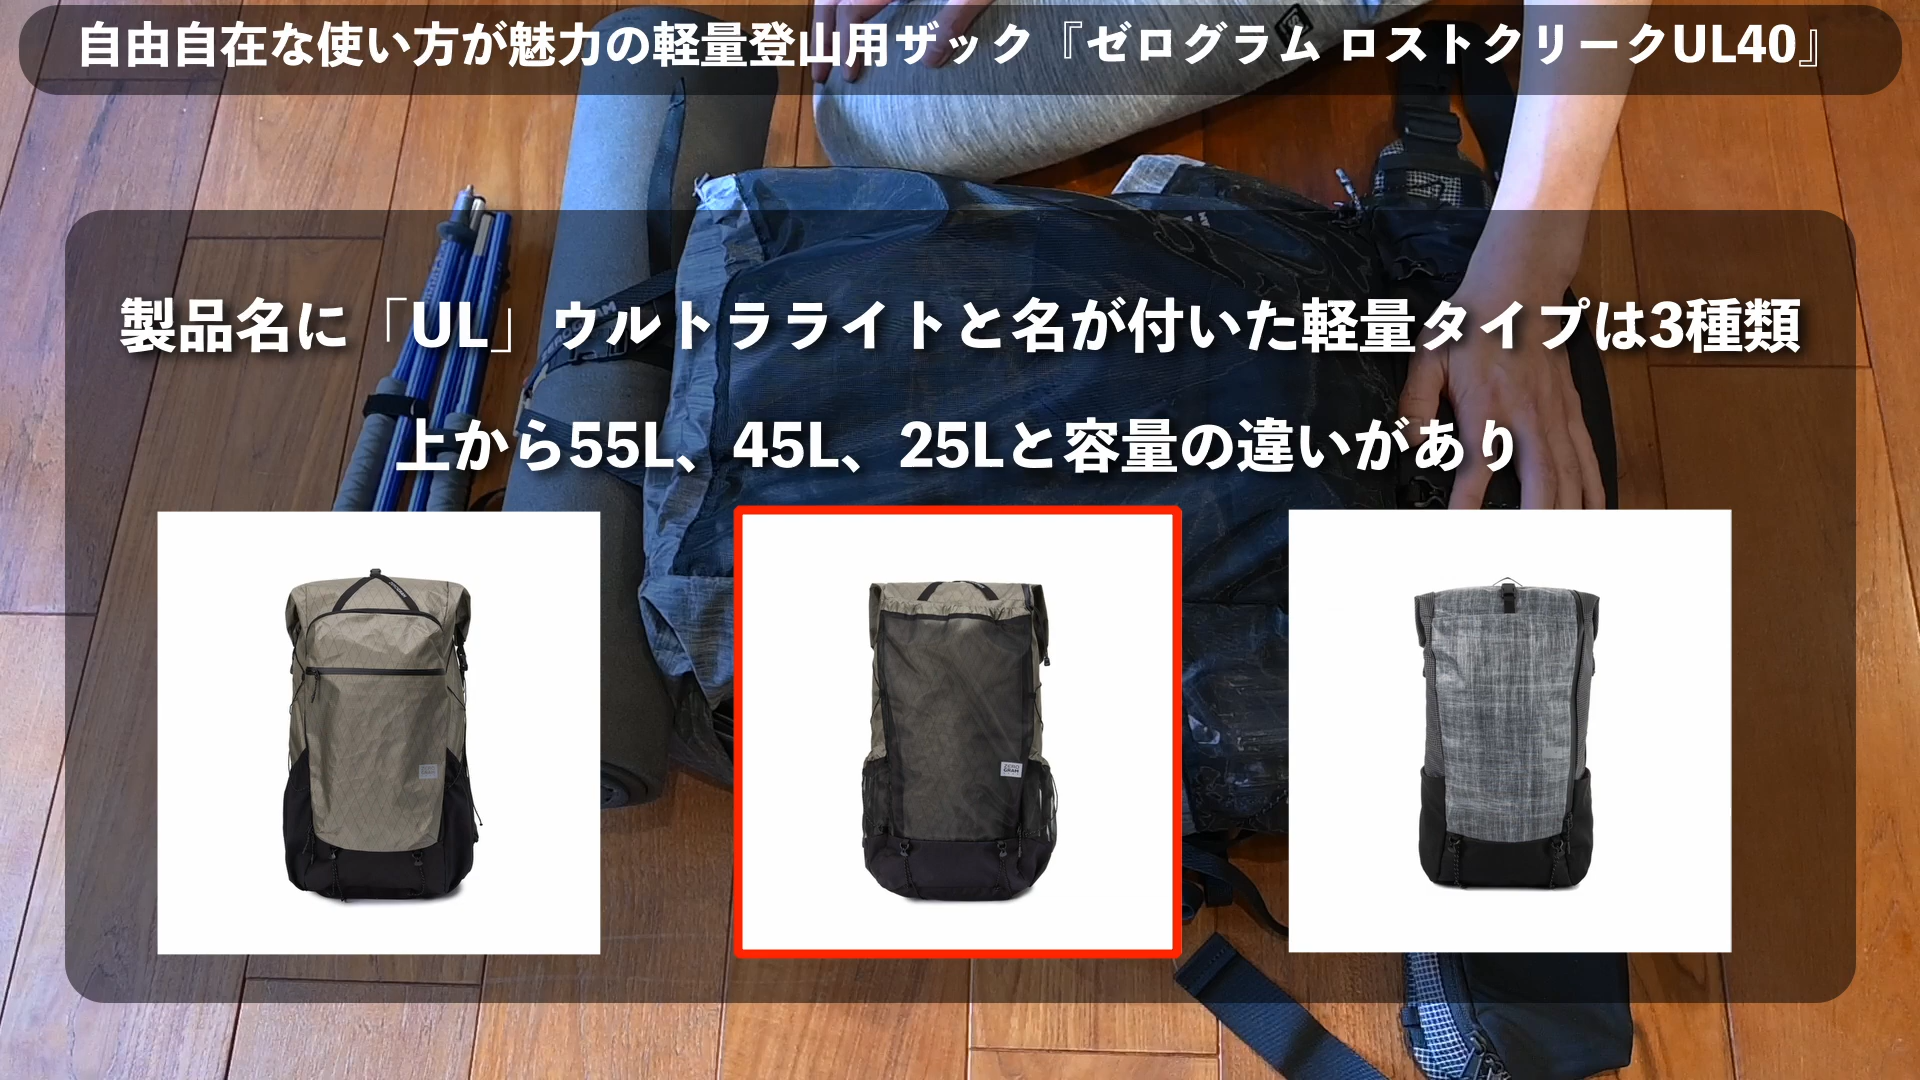 自由自在な使い方が魅力の軽量登山用ザック『ゼログラム ロストクリークUL40』
製品名に「UL」ウルトラライトと名が付いた軽量タイプは3種類
上から55L、45L、25Lと容量の違いがあり
ZERO
GRAM